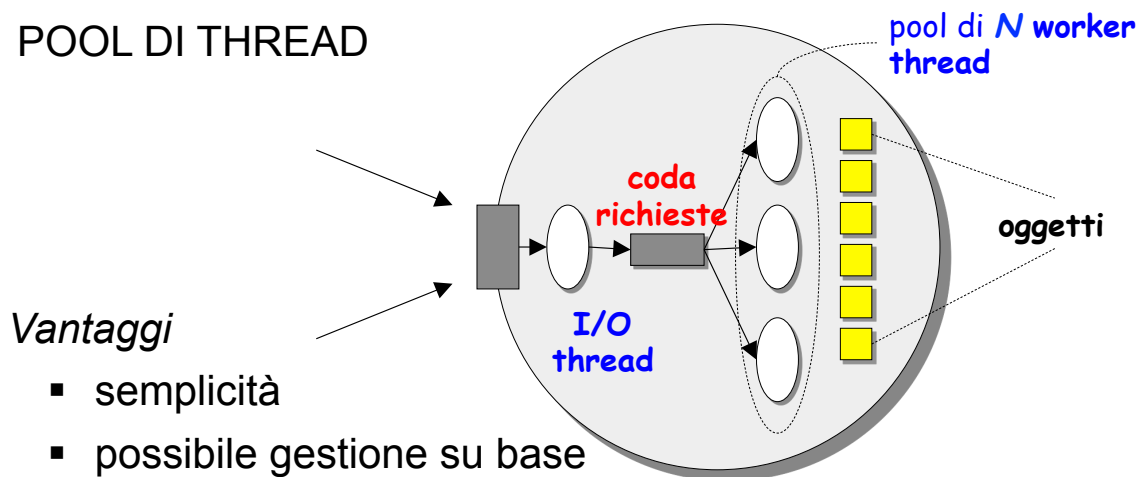 POOL DI THREAD
pool di N worker
thread
coda
richieste
oggetti
I/O
thread
Vantaggi
▪ semplicità
▪ possibile gestione su base